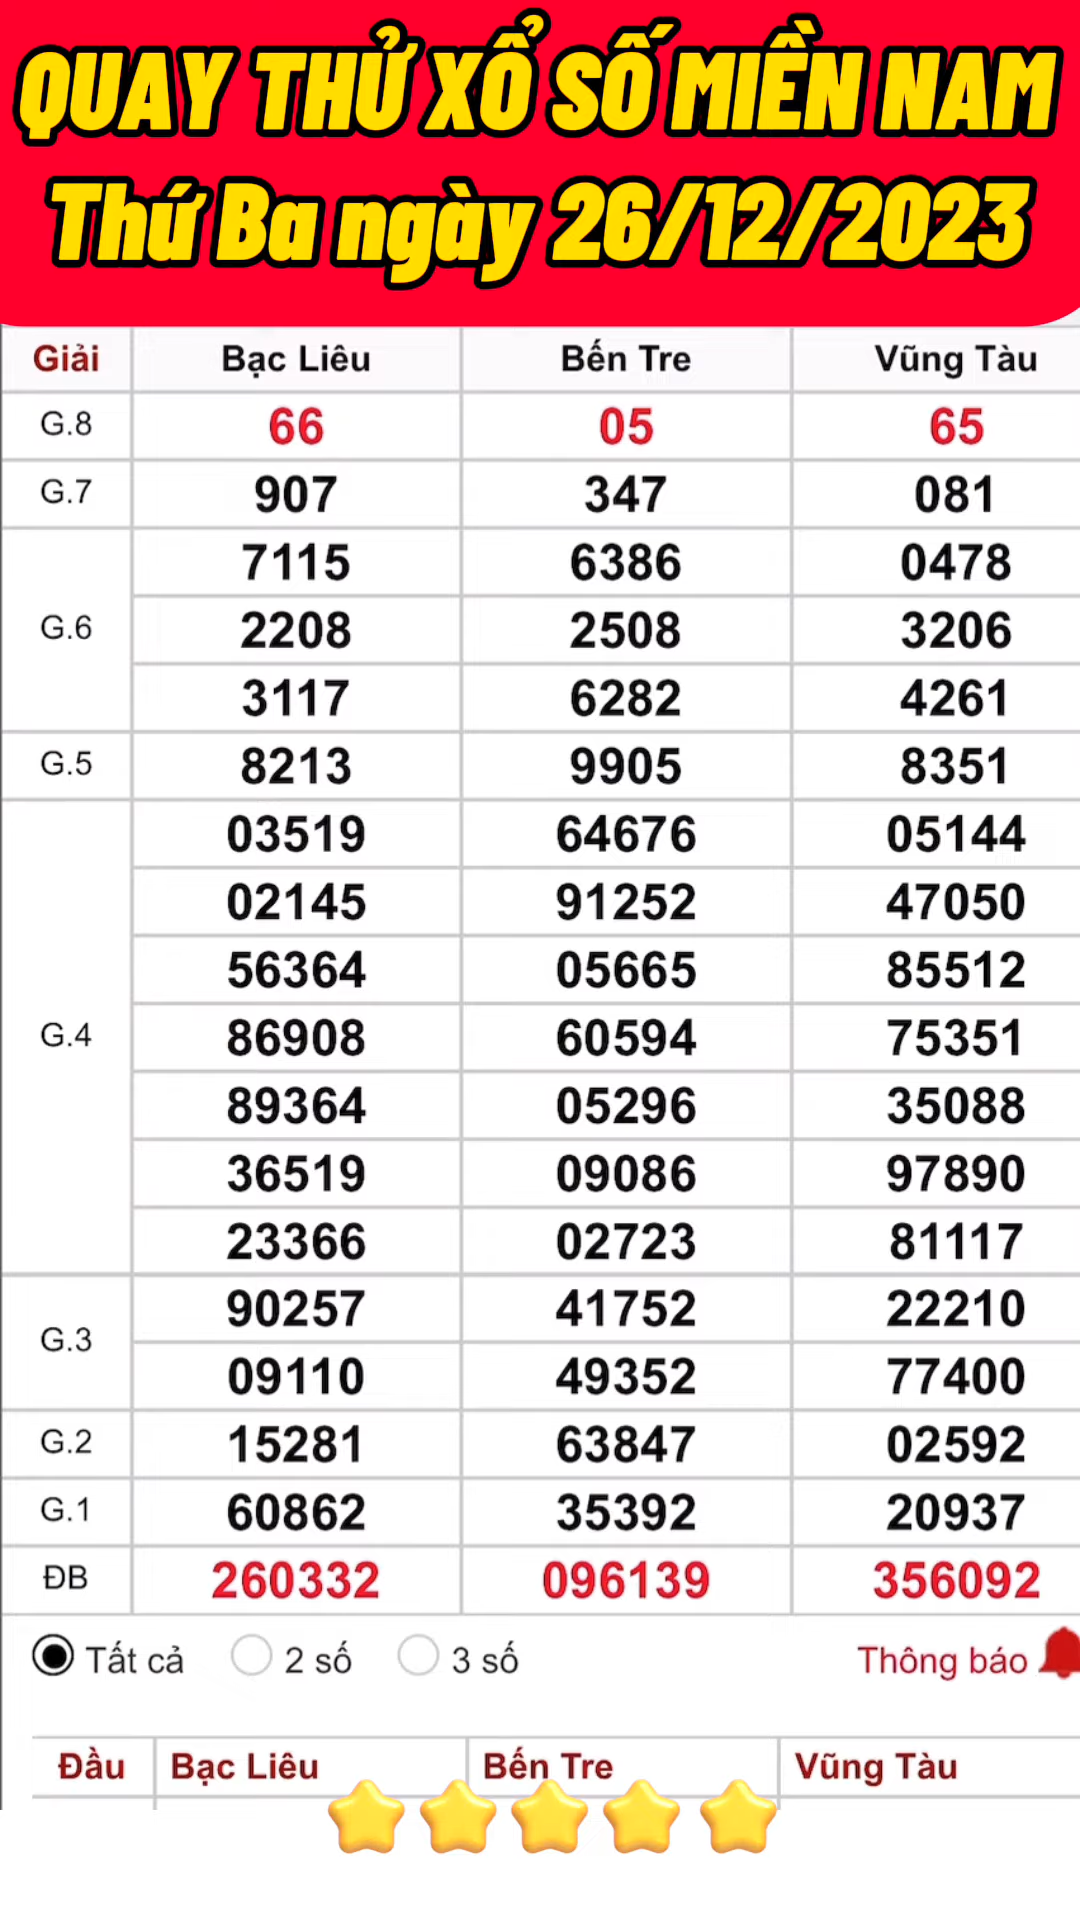 QUAY THỬ XỔ SỐ MIỀN NAM
Thứ Ba ngày 26/12/2023
Giải Bạc Liêu Bến Tre Vũng Tàu
G.8 66 05 65
G.7 907 347 081
7115 6386 0478
G.6 2208 2508 3206
3117 6282 4261
G.5 8213 9905 8351
03519 64676 05144
02145 91252 47050
56364 05665 85512
G.4 86908 60594 75351
89364 05296 35088
36519 09086 97890
23366 02723 81117
G.3 90257 41752 22210
09110 49352 77400
G.2 15281 63847 02592
G.1 60862 35392 20937
ĐB 260332 096139 356092
Tất cả 2 số 3 số Thông báo
Đầu Bạc Liêu Bến Tre Vũng Tàu